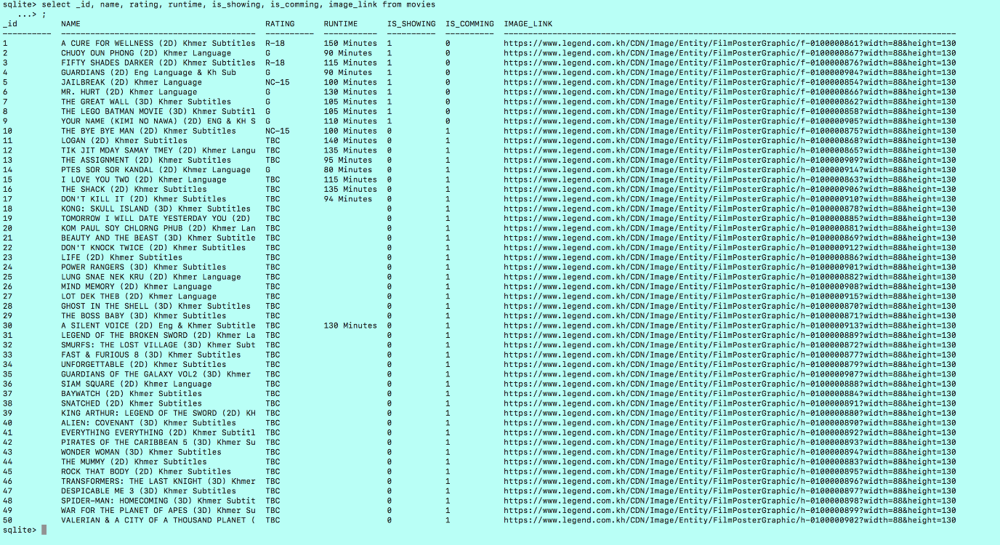 sqlite> select _id, name, rating, runtime, is_showing, is_comming, image_link from movies
...> ;
_id NAME RATING RUNTIME IS_SHOWING IS_COMMING IMAGE_LINK
---------- ---------------------------------------- ---------- ----------- ---------- ---------- ---------------------------------------------------------------------------------------------
1 A CURE FOR WELLNESS (2D) Khmer Subtitles R-18 150 Minutes 1 0 https://www.legend.com.kh/CDN/Image/Entity/FilmPosterGraphic/f-0100000861?width=88&height=130
2 CHUOY OUN PHONG (2D) Khmer Language G 90 Minutes 1 0 https://www.legend.com.kh/CDN/Image/Entity/FilmPosterGraphic/f-0100000867?width=88&height=130
3 FIFTY SHADES DARKER (2D) Khmer Subtitles R-18 115 Minutes 1 0 https://www.legend.com.kh/CDN/Image/Entity/FilmPosterGraphic/f-0100000876?width=88&height=130
4 GUARDIANS (2D) Eng Language & Kh Sub G 90 Minutes 1 0 https://www.legend.com.kh/CDN/Image/Entity/FilmPosterGraphic/f-0100000904?width=88&height=130
5 JAILBREAK (2D) Khmer Language NC-15 100 Minutes 1 0 https://www.legend.com.kh/CDN/Image/Entity/FilmPosterGraphic/f-0100000854?width=88&height=130
6 MR. HURT (2D) Khmer Language G 130 Minutes 1 0 https://www.legend.com.kh/CDN/Image/Entity/FilmPosterGraphic/f-0100000866?width=88&height=130
7 THE GREAT WALL (3D) Khmer Subtitles G 105 Minutes 1 0 https://www.legend.com.kh/CDN/Image/Entity/FilmPosterGraphic/f-0100000862?width=88&height=130
8 THE LEGO BATMAN MOVIE (3D) Khmer Subtitl G 105 Minutes 1 0 https://www.legend.com.kh/CDN/Image/Entity/FilmPosterGraphic/f-0100000858?width=88&height=130
9 YOUR NAME (KIMI NO NAWA) (2D) ENG & KH S G 110 Minutes 1 0 https://www.legend.com.kh/CDN/Image/Entity/FilmPosterGraphic/f-0100000905?width=88&height=130
10 THE BYE BYE MAN (2D) Khmer Subtitles NC-15 100 Minutes 0 1 https://www.legend.com.kh/CDN/Image/Entity/FilmPosterGraphic/f-0100000875?width=88&height=130
11 LOGAN (2D) Khmer Subtitles TBC 140 Minutes 0 1 https://www.legend.com.kh/CDN/Image/Entity/FilmPosterGraphic/h-0100000868?width=88&height=130
12 TIK JIT MDAY SAMAY TMEY (2D) Khmer Langu TBC 135 Minutes 0 1 https://www.legend.com.kh/CDN/Image/Entity/FilmPosterGraphic/h-0100000865?width=88&height=130
13 THE ASSIGNMENT (2D) Khmer Subtitles TBC 95 Minutes 0 1 https://www.legend.com.kh/CDN/Image/Entity/FilmPosterGraphic/h-0100000909?width=88&height=130
14 PTES SOR SOR KANDAL (2D) Khmer Language G 80 Minutes 0 1 https://www.legend.com.kh/CDN/Image/Entity/FilmPosterGraphic/h-0100000914?width=88&height=130
15 I LOVE YOU TWO (2D) Khmer Language TBC 115 Minutes 0 1 https://www.legend.com.kh/CDN/Image/Entity/FilmPosterGraphic/h-0100000863?width=88&height=130
16 THE SHACK (2D) Khmer Subtitles TBC 135 Minutes 0 1 https://www.legend.com.kh/CDN/Image/Entity/FilmPosterGraphic/h-0100000906?width=88&height=130
17 DON'T KILL IT (2D) Khmer Subtitles TBC 94 Minutes 0 1 https://www.legend.com.kh/CDN/Image/Entity/FilmPosterGraphic/h-0100000910?width=88&height=130
18 KONG: SKULL ISLAND (3D) Khmer Subtitles TBC 0 1 https://www.legend.com.kh/CDN/Image/Entity/FilmPosterGraphic/h-0100000878?width=88&height=130
19 TOMORROW I WILL DATE YESTERDAY YOU (2D) TBC 0 1 https://www.legend.com.kh/CDN/Image/Entity/FilmPosterGraphic/h-0100000885?width=88&height=130
20 KOM PAUL SOY CHLORNG PHUB (2D) Khmer Lan TBC 0 1 https://www.legend.com.kh/CDN/Image/Entity/FilmPosterGraphic/h-0100000881?width=88&height=130
21 BEAUTY AND THE BEAST (3D) Khmer Subtitle TBC 0 1 https://www.legend.com.kh/CDN/Image/Entity/FilmPosterGraphic/h-0100000869?width=88&height=130
22 DON'T KNOCK TWICE (2D) Khmer Subtitles TBC 0 1 https://www.legend.com.kh/CDN/Image/Entity/FilmPosterGraphic/h-0100000912?width=88&height=130
23 LIFE (2D) Khmer Subtitles TBC 0 1 https://www.legend.com.kh/CDN/Image/Entity/FilmPosterGraphic/h-0100000886?width=88&height=130
24 POWER RANGERS (3D) Khmer Subtitles TBC 0 1 https://www.legend.com.kh/CDN/Image/Entity/FilmPosterGraphic/h-0100000901?width=88&height=130
25 LUNG SNAE NEK KRU (2D) Khmer Language TBC 0 1 https://www.legend.com.kh/CDN/Image/Entity/FilmPosterGraphic/h-0100000882?width=88&height=130
26 MIND MEMORY (2D) Khmer Language TBC 0 1 https://www.legend.com.kh/CDN/Image/Entity/FilmPosterGraphic/h-0100000908?width=88&height=130
27 LOT DEK THEB (2D) Khmer Language TBC 0 1 https://www.legend.com.kh/CDN/Image/Entity/FilmPosterGraphic/h-0100000915?width=88&height=130
28 GHOST IN THE SHELL (3D) Khmer Subtitles TBC 0 1 https://www.legend.com.kh/CDN/Image/Entity/FilmPosterGraphic/h-0100000870?width=88&height=130
29 THE BOSS BABY (3D) Khmer Subtitles TBC 0 1 https://www.legend.com.kh/CDN/Image/Entity/FilmPosterGraphic/h-0100000871?width=88&height=130
30 A SILENT VOICE (2D) Eng & Khmer Subtitle TBC 130 Minutes 0 1 https://www.legend.com.kh/CDN/Image/Entity/FilmPosterGraphic/h-0100000913?width=88&height=130
31 LEGEND OF THE BROKEN SWORD (2D) Khmer La TBC 0 1 https://www.legend.com.kh/CDN/Image/Entity/FilmPosterGraphic/h-0100000889?width=88&height=130
32 SMURFS: THE LOST VILLAGE (3D) Khmer Subt TBC 0 1 https://www.legend.com.kh/CDN/Image/Entity/FilmPosterGraphic/h-0100000872?width=88&height=130
33 FAST & FURIOUS 8 (3D) Khmer Subtitles TBC 0 1 https://www.legend.com.kh/CDN/Image/Entity/FilmPosterGraphic/h-0100000877?width=88&height=130
34 UNFORGETTABLE (2D) Khmer Subtitles TBC 0 1 https://www.legend.com.kh/CDN/Image/Entity/FilmPosterGraphic/h-0100000879?width=88&height=130
35 GUARDIANS OF THE GALAXY VOL2 (3D) Khmer TBC 0 1 https://www.legend.com.kh/CDN/Image/Entity/FilmPosterGraphic/h-0100000907?width=88&height=130
36 SIAM SQUARE (2D) Khmer Language TBC 0 1 https://www.legend.com.kh/CDN/Image/Entity/FilmPosterGraphic/h-0100000888?width=88&height=130
37 BAYWATCH (2D) Khmer Subtitles TBC 0 1 https://www.legend.com.kh/CDN/Image/Entity/FilmPosterGraphic/h-0100000884?width=88&height=130
38 SNATCHED (2D) Khmer Subtitles TBC 0 1 https://www.legend.com.kh/CDN/Image/Entity/FilmPosterGraphic/h-0100000891?width=88&height=130
39 KING ARTHUR: LEGEND OF THE SWORD (2D) KH TBC 0 1 https://www.legend.com.kh/CDN/Image/Entity/FilmPosterGraphic/h-0100000880?width=88&height=130
40 ALIEN: COVENANT (3D) Khmer Subtitles TBC 0 1 https://www.legend.com.kh/CDN/Image/Entity/FilmPosterGraphic/h-0100000890?width=88&height=130
41 EVERYTHING EVERYTHING (2D) Khmer Subtitl TBC 0 1 https://www.legend.com.kh/CDN/Image/Entity/FilmPosterGraphic/h-0100000892?width=88&height=130
42 PIRATES OF THE CARIBBEAN 5 (3D) Khmer Su TBC 0 1 https://www.legend.com.kh/CDN/Image/Entity/FilmPosterGraphic/h-0100000893?width=88&height=130
43 WONDER WOMAN (3D) Khmer Subtitles TBC 0 1 https://www.legend.com.kh/CDN/Image/Entity/FilmPosterGraphic/h-0100000894?width=88&height=130
44 THE MUMMY (2D) Khmer Subtitles TBC 0 1 https://www.legend.com.kh/CDN/Image/Entity/FilmPosterGraphic/h-0100000883?width=88&height=130
45 ROCK THAT BODY (2D) Khmer Subtitles TBC 0 1 https://www.legend.com.kh/CDN/Image/Entity/FilmPosterGraphic/h-0100000895?width=88&height=130
46 TRANSFORMERS: THE LAST KNIGHT (3D) Khmer TBC 0 1 https://www.legend.com.kh/CDN/Image/Entity/FilmPosterGraphic/h-0100000896?width=88&height=130
47 DESPICABLE ME 3 (3D) Khmer Subtitles TBC 0 1 https://www.legend.com.kh/CDN/Image/Entity/FilmPosterGraphic/h-0100000897?width=88&height=130
48 SPIDER-MAN: HOMECOMING (3D) Khmer Subtit TBC 0 1 https://www.legend.com.kh/CDN/Image/Entity/FilmPosterGraphic/h-0100000898?width=88&height=130
49 WAR FOR THE PLANET OF APES (3D) Khmer Su TBC 0 1 https://www.legend.com.kh/CDN/Image/Entity/FilmPosterGraphic/h-0100000899?width=88&height=130
50 VALERIAN & A CITY OF A THOUSAND PLANET ( TBC 0 1 https://www.legend.com.kh/CDN/Image/Entity/FilmPosterGraphic/h-0100000902?width=88&height=130
sqlite>